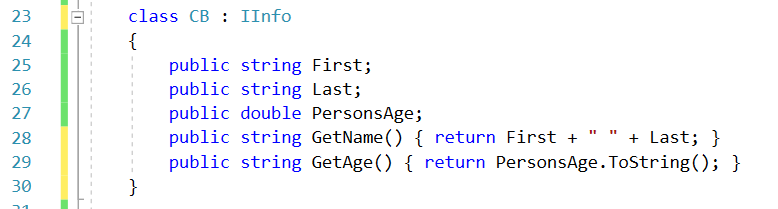 23 class CB : IInfo
24 {
25 public string First;
26 public string Last;
27 public double PersonsAge;
28 public string GetName() { return First + " " + Last; }
29 public string GetAge() { return PersonsAge.ToString(); }
30 }